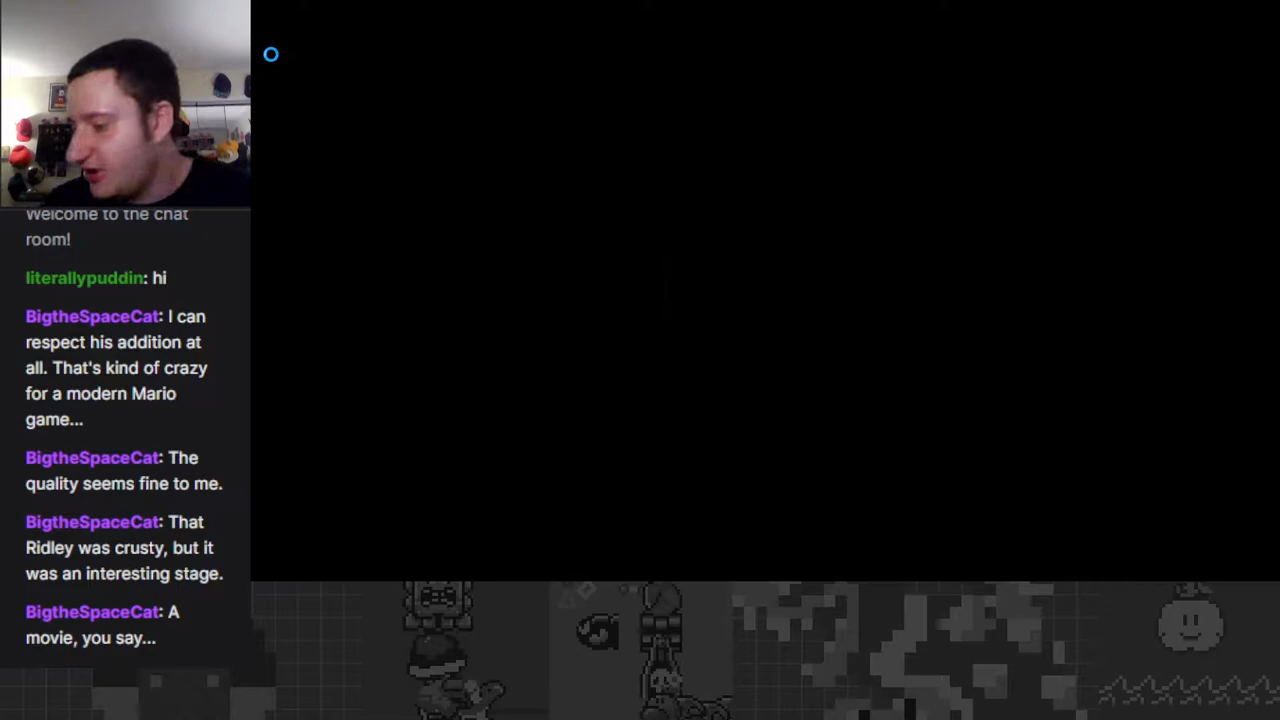 Welcome to the chat
room!
literallypuddin: hi
BigtheSpaceCat: I can
respect his addition at
all. That's kind of crazy
for a modern Mario
game...
BigtheSpaceCat: The
quality seems fine to me.
BigtheSpaceCat: That
Ridley was crusty, but it
was an interesting stage.
BigtheSpaceCat: A
movie, you say...